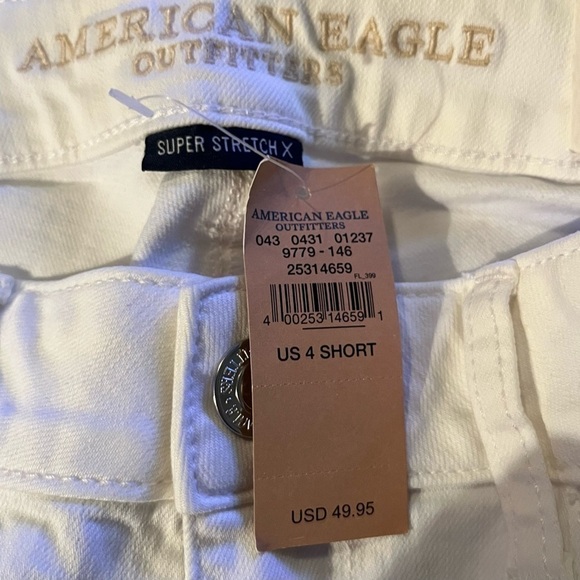 AMERICAN EAGLE
OUTFITTERS
SUPER STRETCH X
AMERICAN EAGLE
OUTFITTERS
043 0431 01237
9779 - 146
25314659
FL_399
4 00253 14659 1
US 4 SHORT
USD 49.95